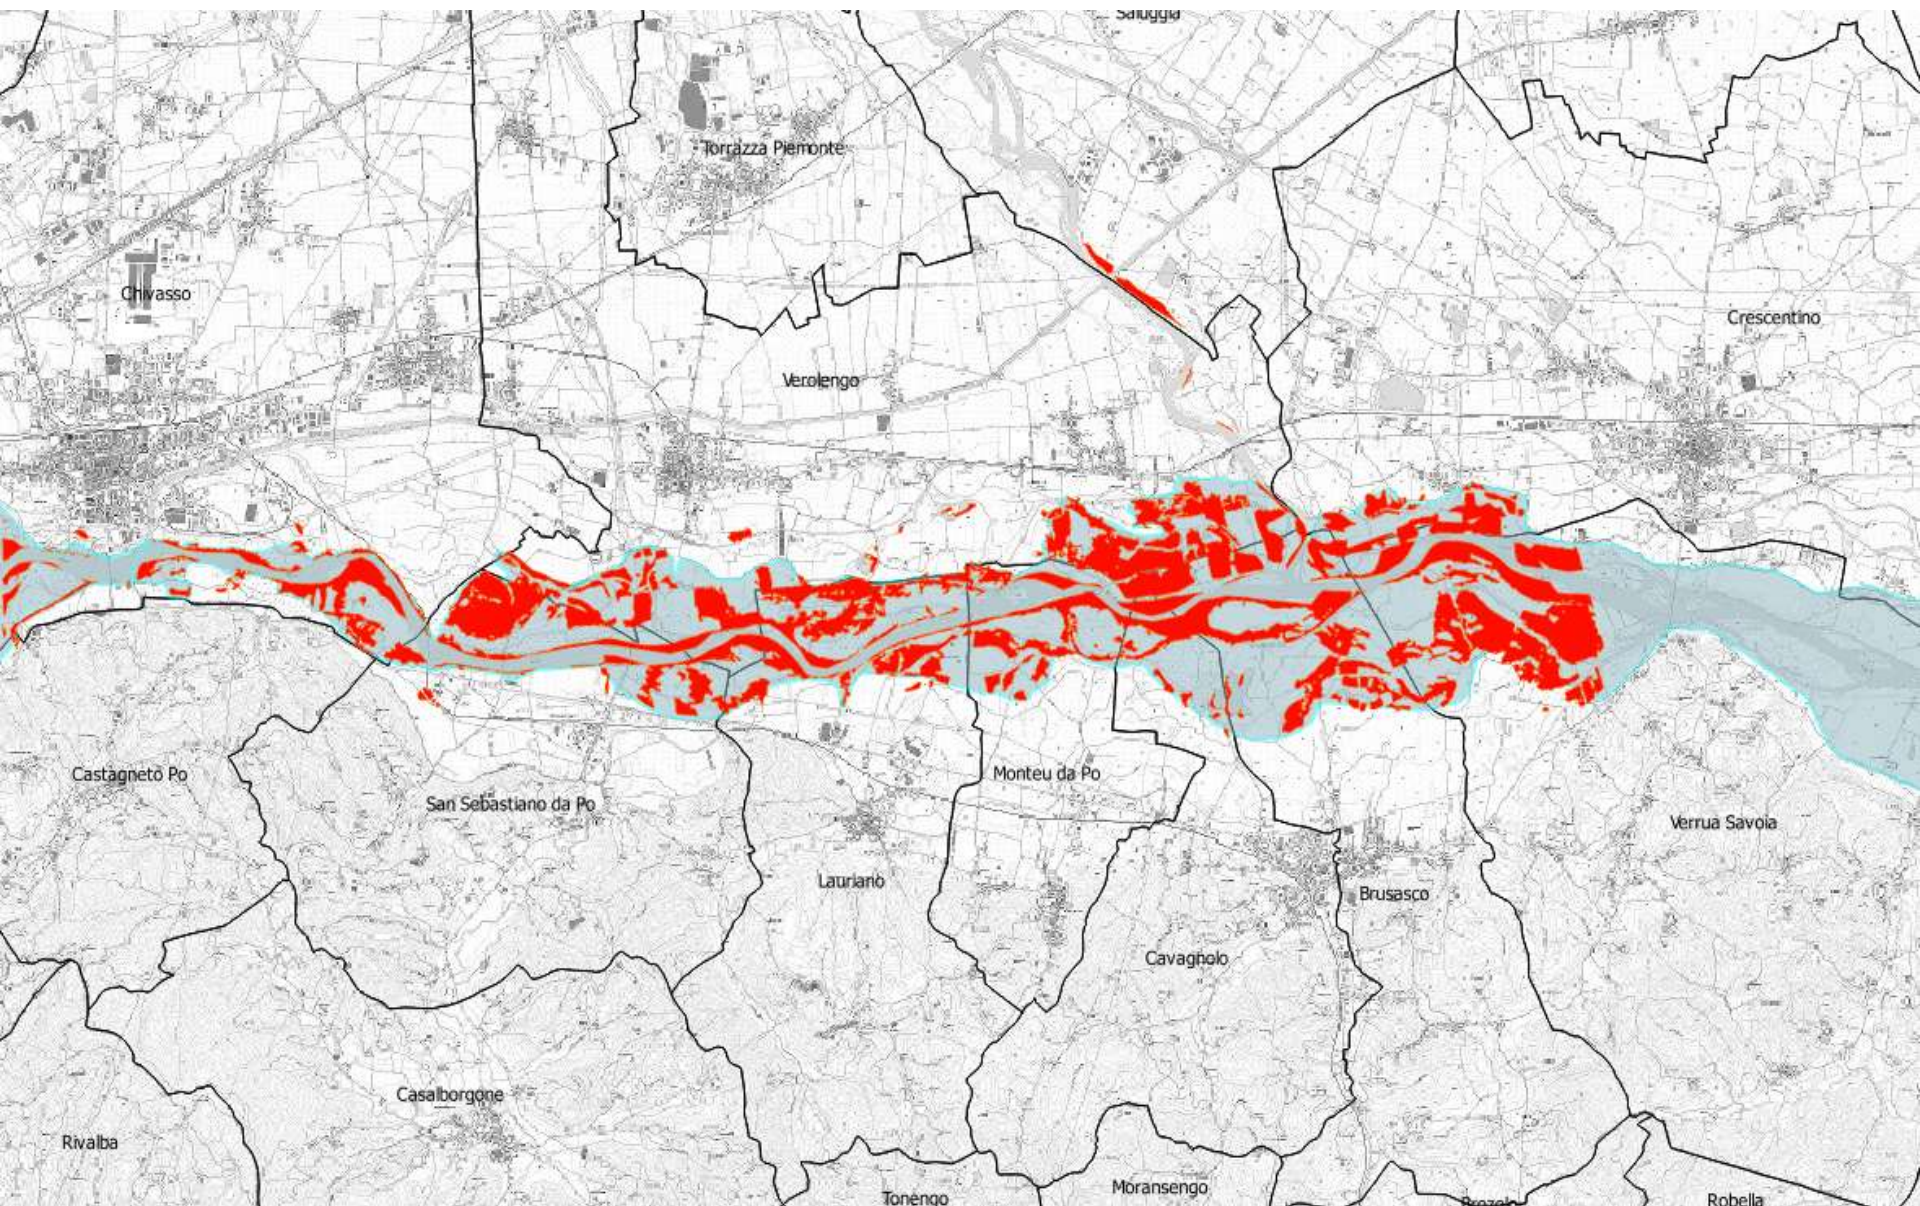 Saluggia
Torrazza Piemonte
Chivasso
Crescentino
Verolengo
Castagneto Po
Monteu da Po
San Sebastiano da Po
Verrua Savoia
Lauriano
Brusasco
Cavagnolo
Casalborgone
Rivalba
Moransengo
Tonengo
Robella